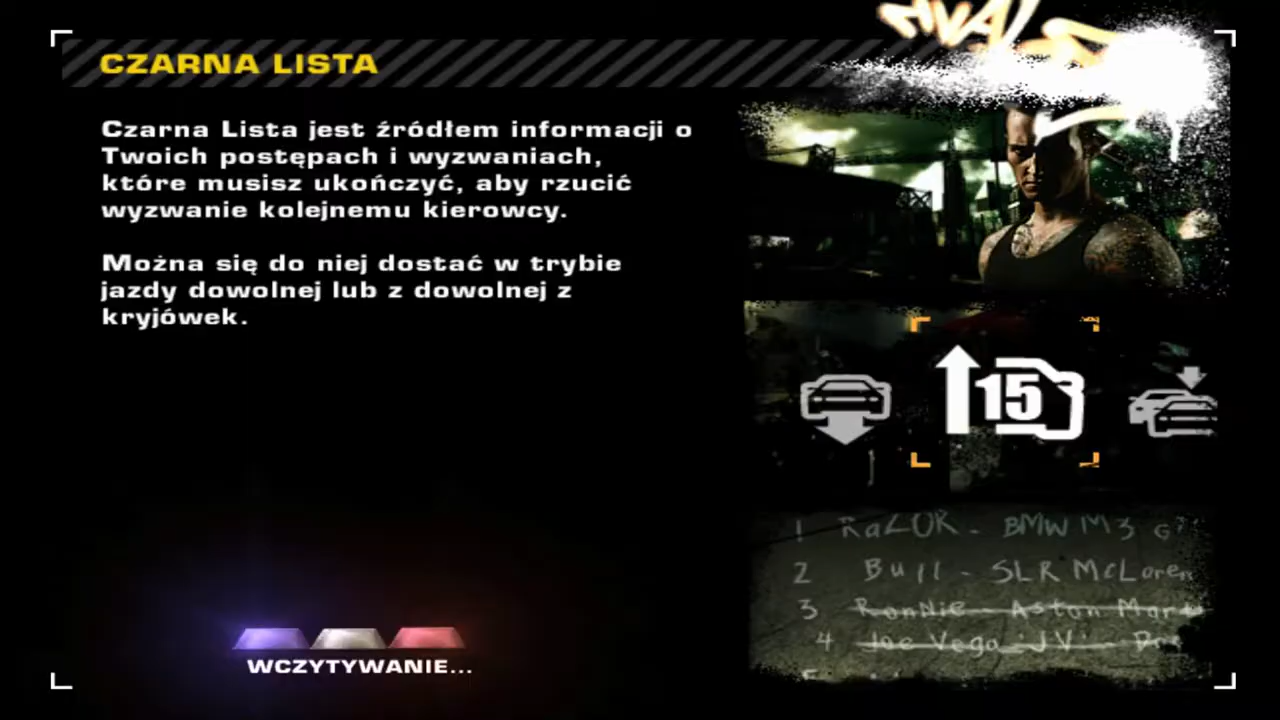 CZARNA LISTA
Czarna Lista jest źródłem informacji o
Twoich postępach i wyzwaniach,
które musisz ukończyć, aby rzucić
wyzwanie kolejnemu kierowcy.
Można się do niej dostać w trybie
jazdy dowolnej lub z dowolnej z
kryjówek.
15
1 RaZOR - BMW M3
2 Bull - SLR McLaren
3 Ronnie - Aston Mart
4 Joe Vega "JV" -
WCZYTYWANIE...